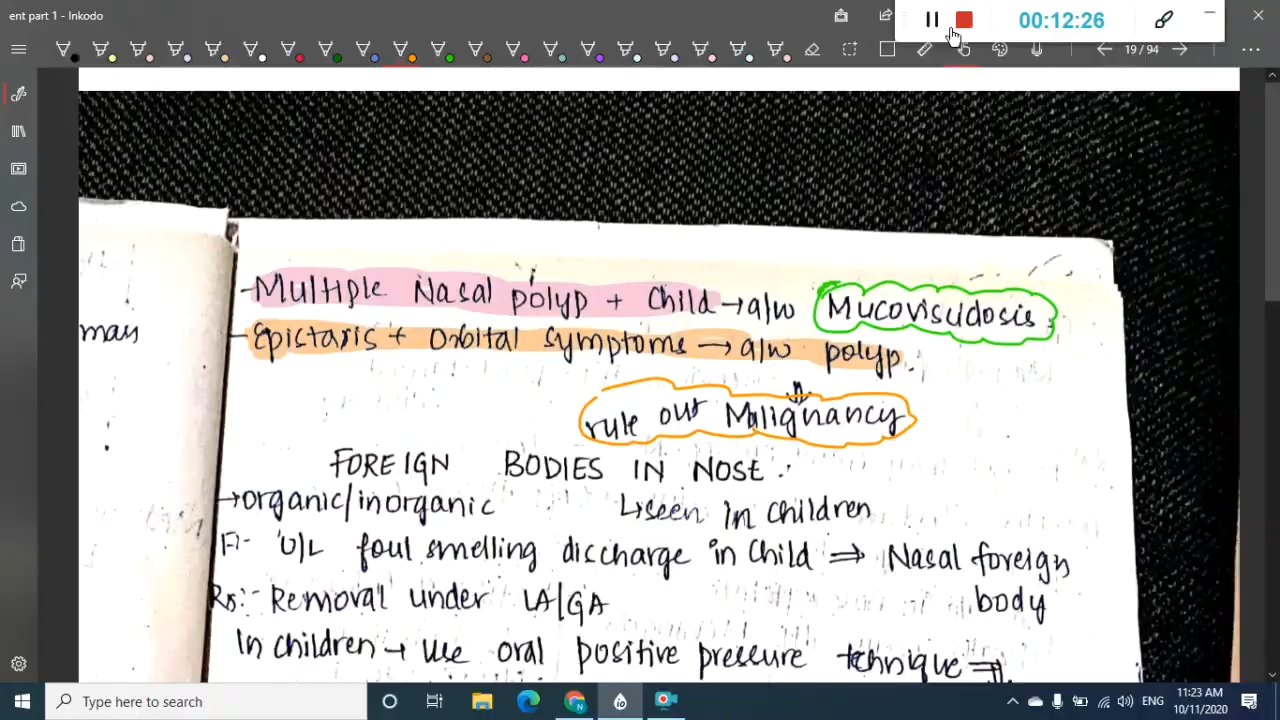 ent part 1 - Inkodo
00:12:26
19 / 94
- Multiple Nasal polyp + Child → a/w Mucovisudosis.
man
- Epistaxis + Orbital symptoms → a/w polyp.
rule out Malignancy
FOREIGN BODIES IN NOSE :
→ organic/inorganic
↳ seen in children
F:- U/L foul smelling discharge in child ⇒ Nasal foreign
body
Rx:- Removal under LA/GA
In children → Use oral positive pressure technique ⇒
Type here to search
ENG
11:23 AM
10/11/2020